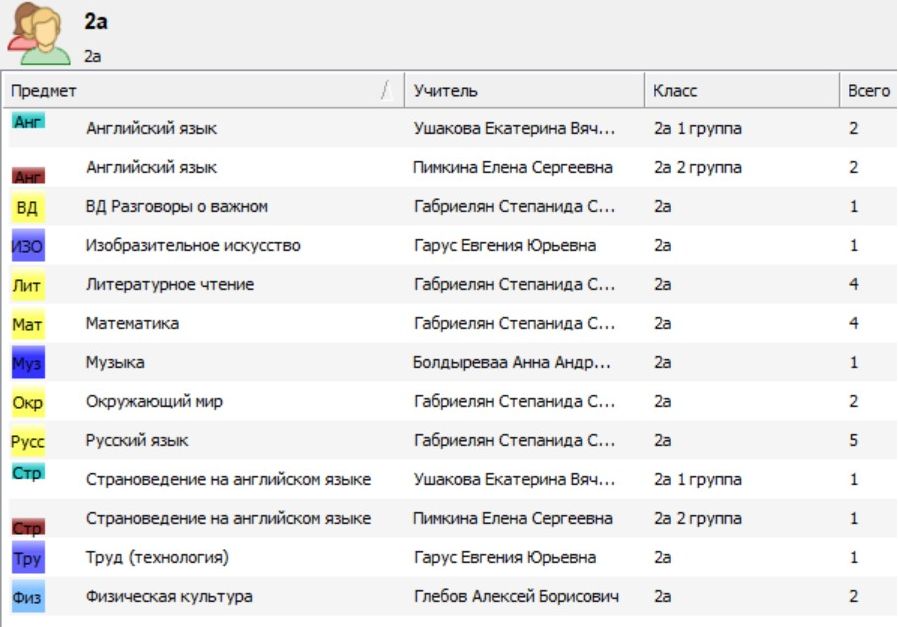 2а
2а
Предмет Учитель Класс Всего
Анг Английский язык Ушакова Екатерина Вяч... 2а 1 группа 2
Анг Английский язык Пимкина Елена Сергеевна 2а 2 группа 2
ВД ВД Разговоры о важном Габриелян Степанида С... 2а 1
ИЗО Изобразительное искусство Гарус Евгения Юрьевна 2а 1
Лит Литературное чтение Габриелян Степанида С... 2а 4
Мат Математика Габриелян Степанида С... 2а 4
Муз Музыка Болдыреваа Анна Андр... 2а 1
Окр Окружающий мир Габриелян Степанида С... 2а 2
Русс Русский язык Габриелян Степанида С... 2а 5
Стр Страноведение на английском языке Ушакова Екатерина Вяч... 2а 1 группа 1
Стр Страноведение на английском языке Пимкина Елена Сергеевна 2а 2 группа 1
Тру Труд (технология) Гарус Евгения Юрьевна 2а 1
Физ Физическая культура Глебов Алексей Борисович 2а 2